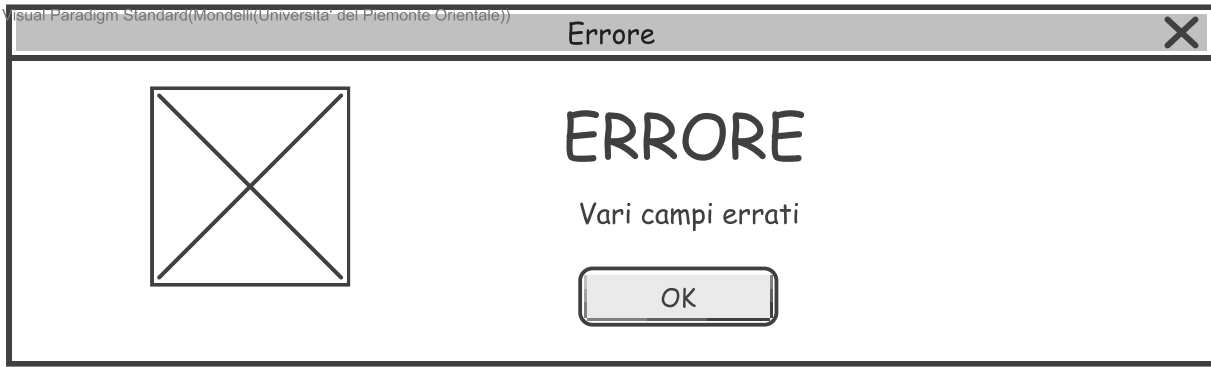 Visual Paradigm Standard(Mondelli(Universita' del Piemonte Orientale))
Errore
ERRORE
Vari campi errati
OK